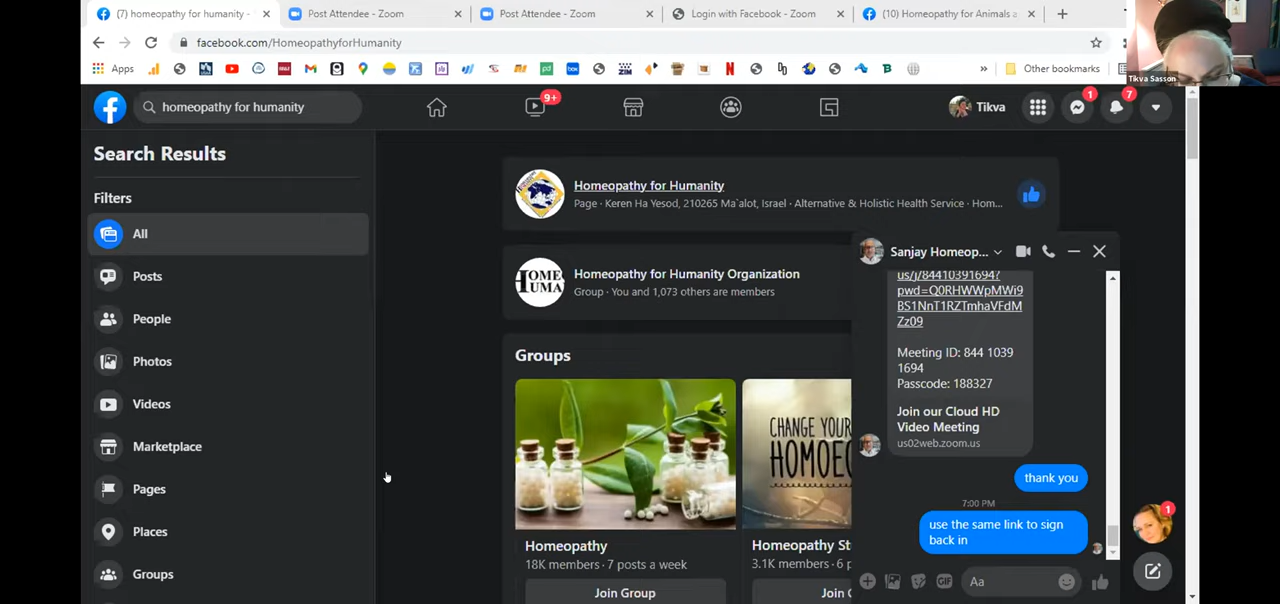 (7) homeopathy for humanity -
Post Attendee - Zoom
Post Attendee - Zoom
Login with Facebook - Zoom
(10) Homeopathy for Animals a
facebook.com/HomeopathyforHumanity
Apps
Other bookmarks
Tikva Sasson
homeopathy for humanity
9+
Tikva
1
7
Search Results
Filters
All
Posts
People
Photos
Videos
Marketplace
Pages
Places
Groups
Homeopathy for Humanity
Page · Keren Ha Yesod, 210265 Ma`alot, Israel · Alternative & Holistic Health Service · Hom...
Homeopathy for Humanity Organization
Group · You and 1,073 others are members
Groups
CHANGE YOUR
HOMOEO
Homeopathy
18K members · 7 posts a week
Join Group
Homeopathy St
3.1K members · 6 p
Join
Sanjay Homeop...
us/j/84410391694?
pwd=Q0RHWWpMWi9
BS1NnT1RZTmhaVFdM
Zz09
Meeting ID: 844 1039
1694
Passcode: 188327
Join our Cloud HD
Video Meeting
us02web.zoom.us
thank you
7:00 PM
use the same link to sign
back in
GIF
Aa
1